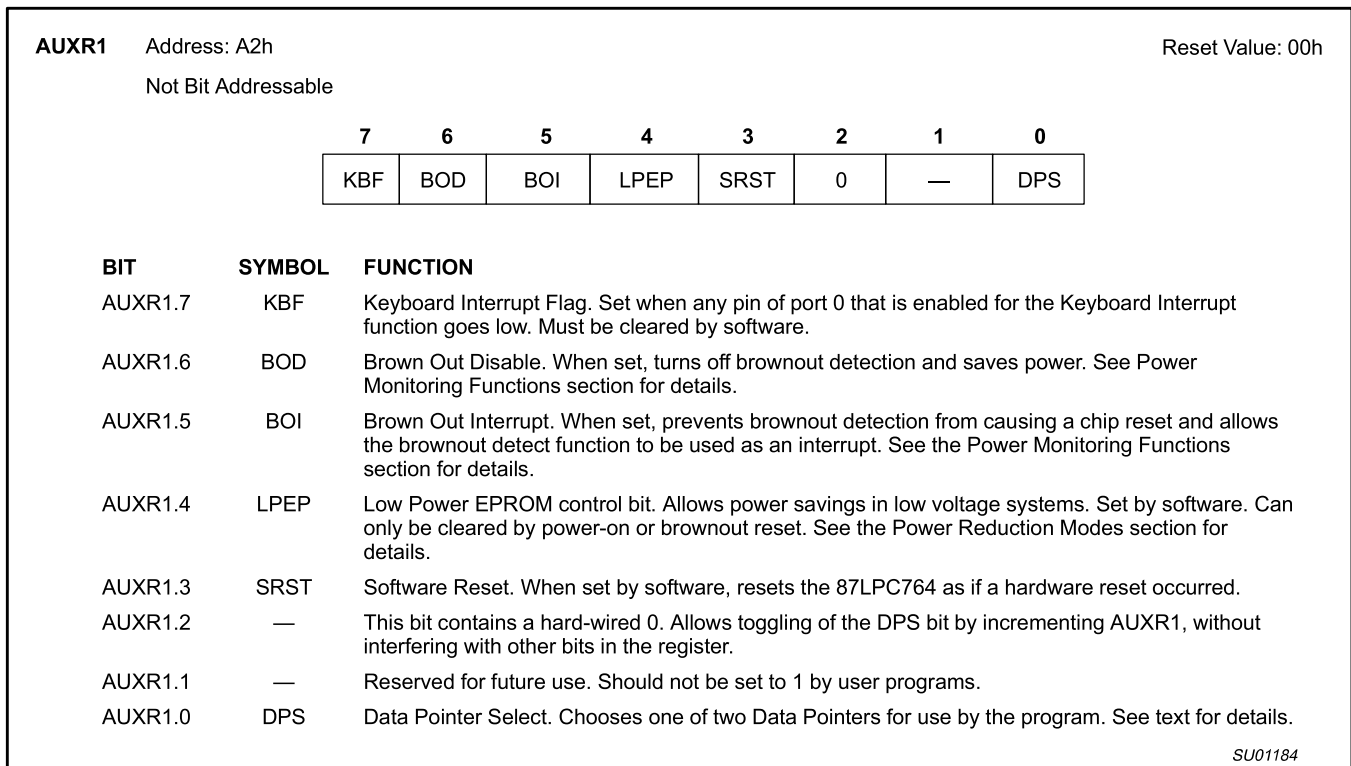 AUXR1 Address: A2h Reset Value: 00h
Not Bit Addressable
7 6 5 4 3 2 1 0
KBF BOD BOI LPEP SRST 0 — DPS
BIT SYMBOL FUNCTION
AUXR1.7 KBF Keyboard Interrupt Flag. Set when any pin of port 0 that is enabled for the Keyboard Interrupt
function goes low. Must be cleared by software.
AUXR1.6 BOD Brown Out Disable. When set, turns off brownout detection and saves power. See Power
Monitoring Functions section for details.
AUXR1.5 BOI Brown Out Interrupt. When set, prevents brownout detection from causing a chip reset and allows
the brownout detect function to be used as an interrupt. See the Power Monitoring Functions
section for details.
AUXR1.4 LPEP Low Power EPROM control bit. Allows power savings in low voltage systems. Set by software. Can
only be cleared by power-on or brownout reset. See the Power Reduction Modes section for
details.
AUXR1.3 SRST Software Reset. When set by software, resets the 87LPC764 as if a hardware reset occurred.
AUXR1.2 — This bit contains a hard-wired 0. Allows toggling of the DPS bit by incrementing AUXR1, without
interfering with other bits in the register.
AUXR1.1 — Reserved for future use. Should not be set to 1 by user programs.
AUXR1.0 DPS Data Pointer Select. Chooses one of two Data Pointers for use by the program. See text for details.
SU01184